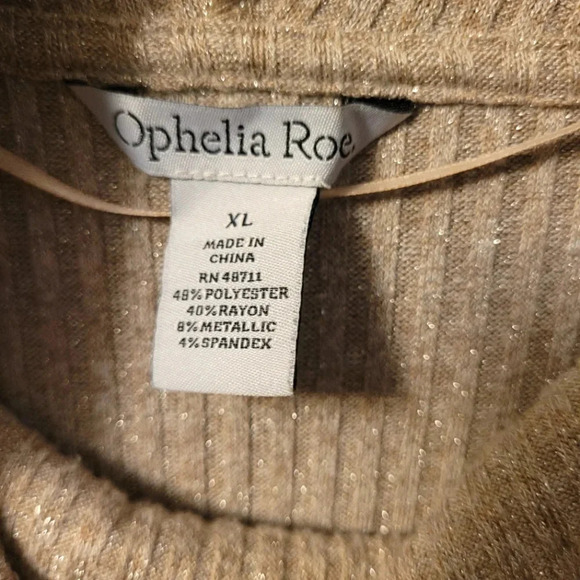 Ophelia Roe.
XL
MADE IN
CHINA
RN 48711
48% POLYESTER
40% RAYON
8% METALLIC
4% SPANDEX